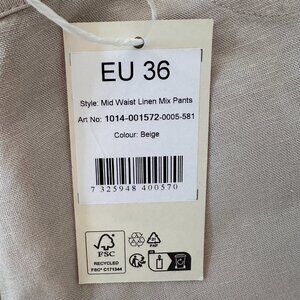 EU 36
Style: Mid Waist Linen Mix Pants
Art No: 1014-001572-0005-581
Colour: Beige
7 325948 400570
FSC
RECYCLED
FSC® C171344
PAP